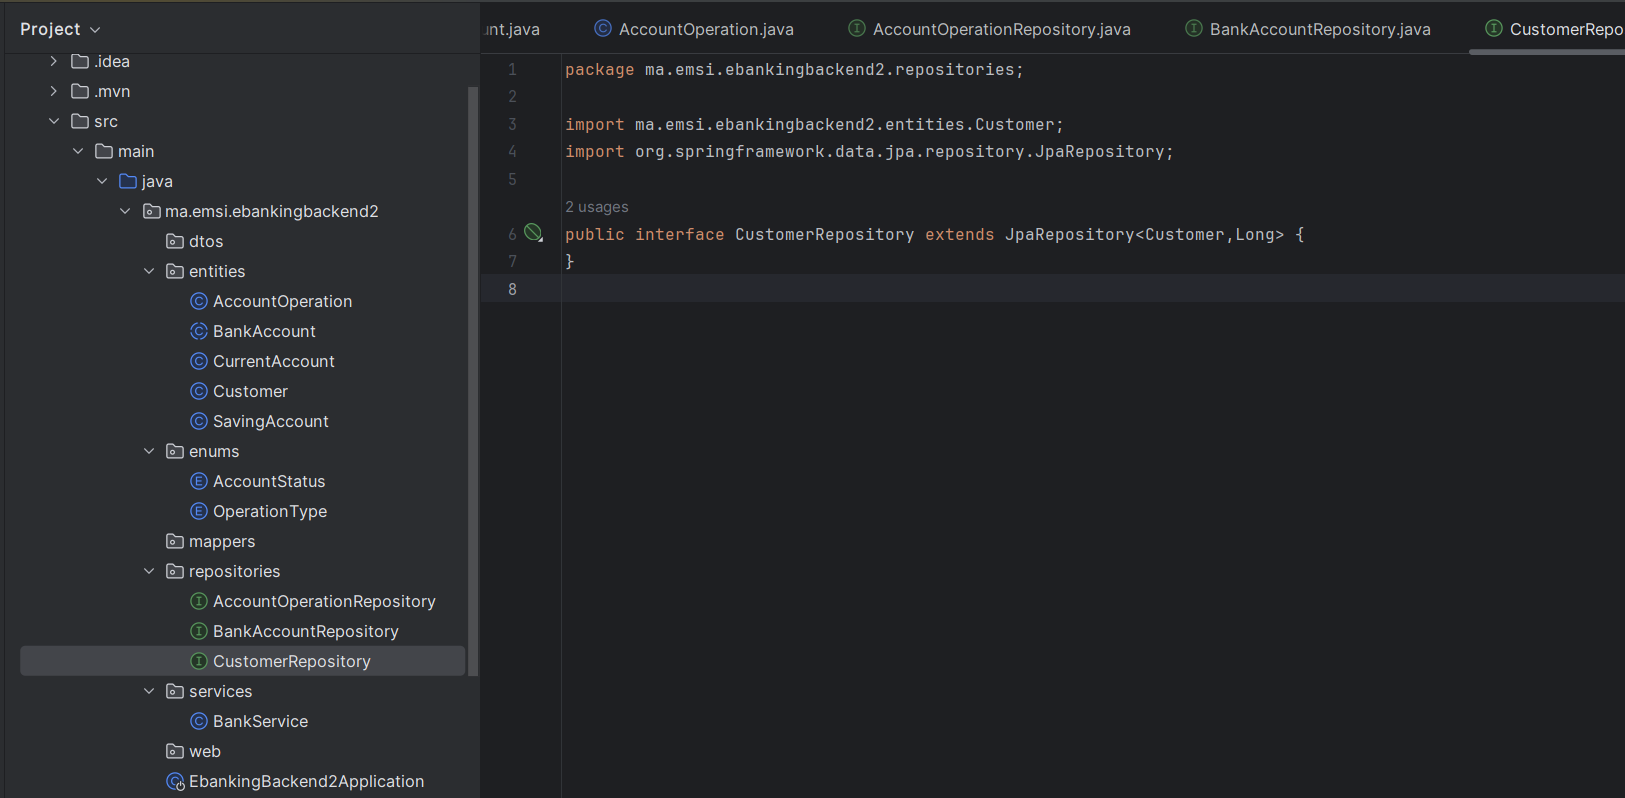 Project
.idea
.mvn
src
main
java
ma.emsi.ebankingbackend2
dtos
entities
AccountOperation
BankAccount
CurrentAccount
Customer
SavingAccount
enums
AccountStatus
OperationType
mappers
repositories
AccountOperationRepository
BankAccountRepository
CustomerRepository
services
BankService
web
EbankingBackend2Application
unt.java AccountOperation.java AccountOperationRepository.java BankAccountRepository.java CustomerRepo
1 package ma.emsi.ebankingbackend2.repositories;
2
3 import ma.emsi.ebankingbackend2.entities.Customer;
4 import org.springframework.data.jpa.repository.JpaRepository;
5
2 usages
6 public interface CustomerRepository extends JpaRepository<Customer,Long> {
7 }
8